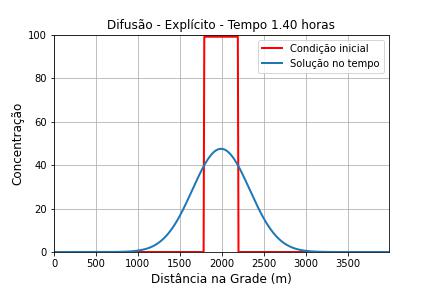 Difusão - Explícito - Tempo 1.40 horas
Condição inicial
Solução no tempo
Concentração
100
80
60
40
20
0
0 500 1000 1500 2000 2500 3000 3500
Distância na Grade (m)